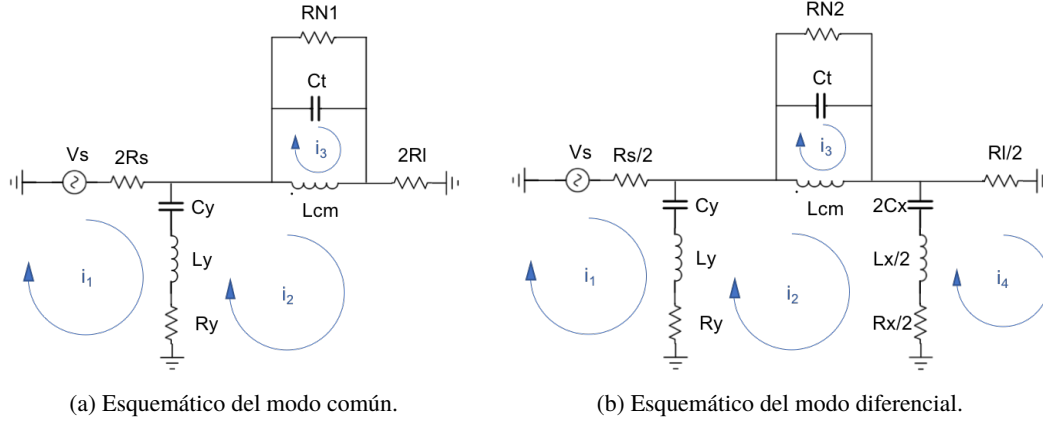 RN1
Ct
i3
Vs
2Rs
2Rl
Cy
Lcm
Ly
i1
i2
Ry
(a) Esquemático del modo común.
RN2
Ct
i3
Vs
Rs/2
Rl/2
Cy
Lcm
2Cx
Ly
Lx/2
i1
i2
i4
Ry
Rx/2
(b) Esquemático del modo diferencial.